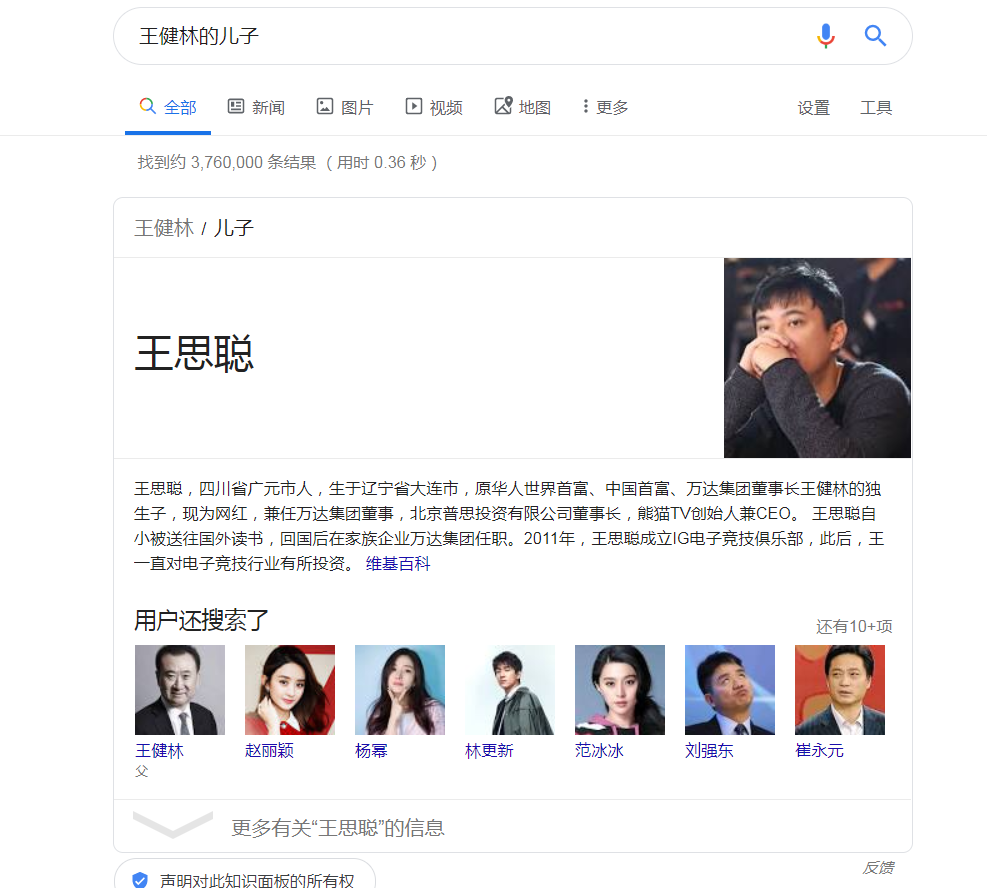 王健林的儿子
全部 新闻 图片 视频 地图 更多 设置 工具
找到约 3,760,000 条结果 （用时 0.36 秒）
王健林 / 儿子
王思聪
王思聪，四川省广元市人，生于辽宁省大连市，原华人世界首富、中国首富、万达集团董事长王健林的独
生子，现为网红，兼任万达集团董事，北京普思投资有限公司董事长，熊猫TV创始人兼CEO。 王思聪自
小被送往国外读书，回国后在家族企业万达集团任职。2011年，王思聪成立IG电子竞技俱乐部，此后，王
一直对电子竞技行业有所投资。 维基百科
用户还搜索了
还有10+项
王健林 赵丽颖 杨幂 林更新 范冰冰 刘强东 崔永元
父
更多有关“王思聪”的信息
反馈
声明对此知识面板的所有权